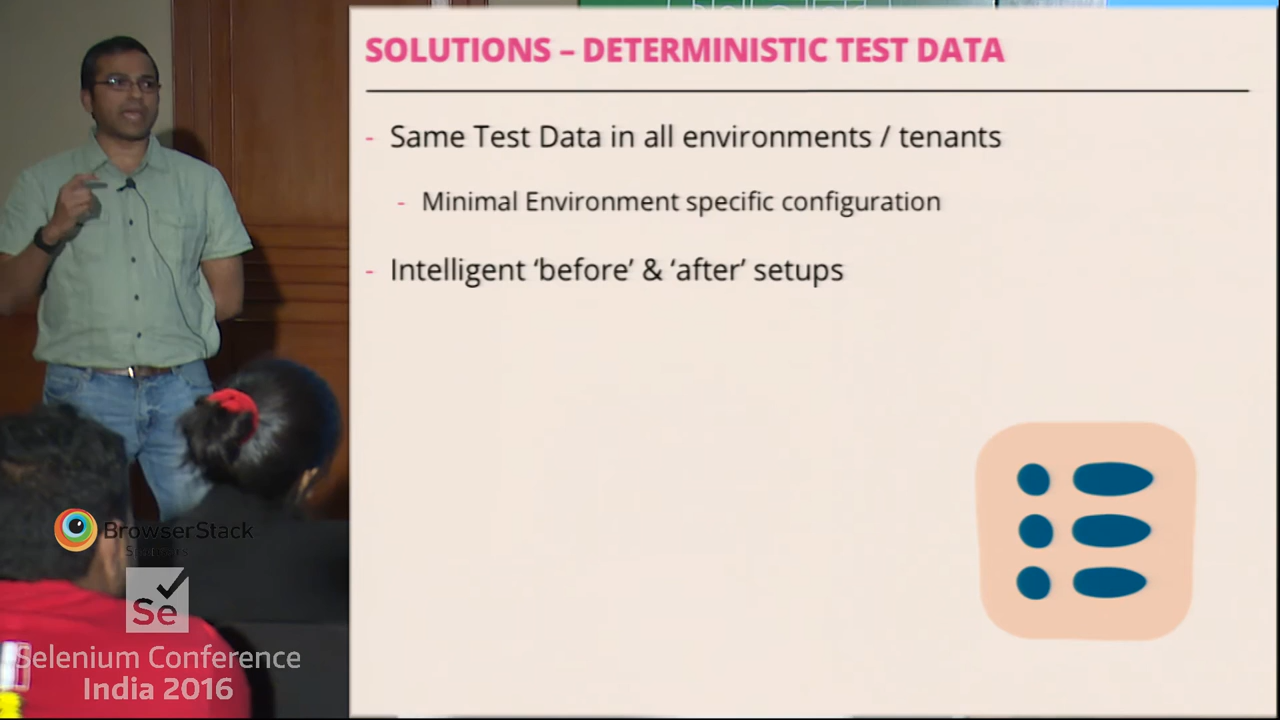 SOLUTIONS – DETERMINISTIC TEST DATA
- Same Test Data in all environments / tenants
- Minimal Environment specific configuration
- Intelligent ‘before’ & ‘after’ setups
BrowserStack
Sponsors
Se
Selenium Conference
India 2016